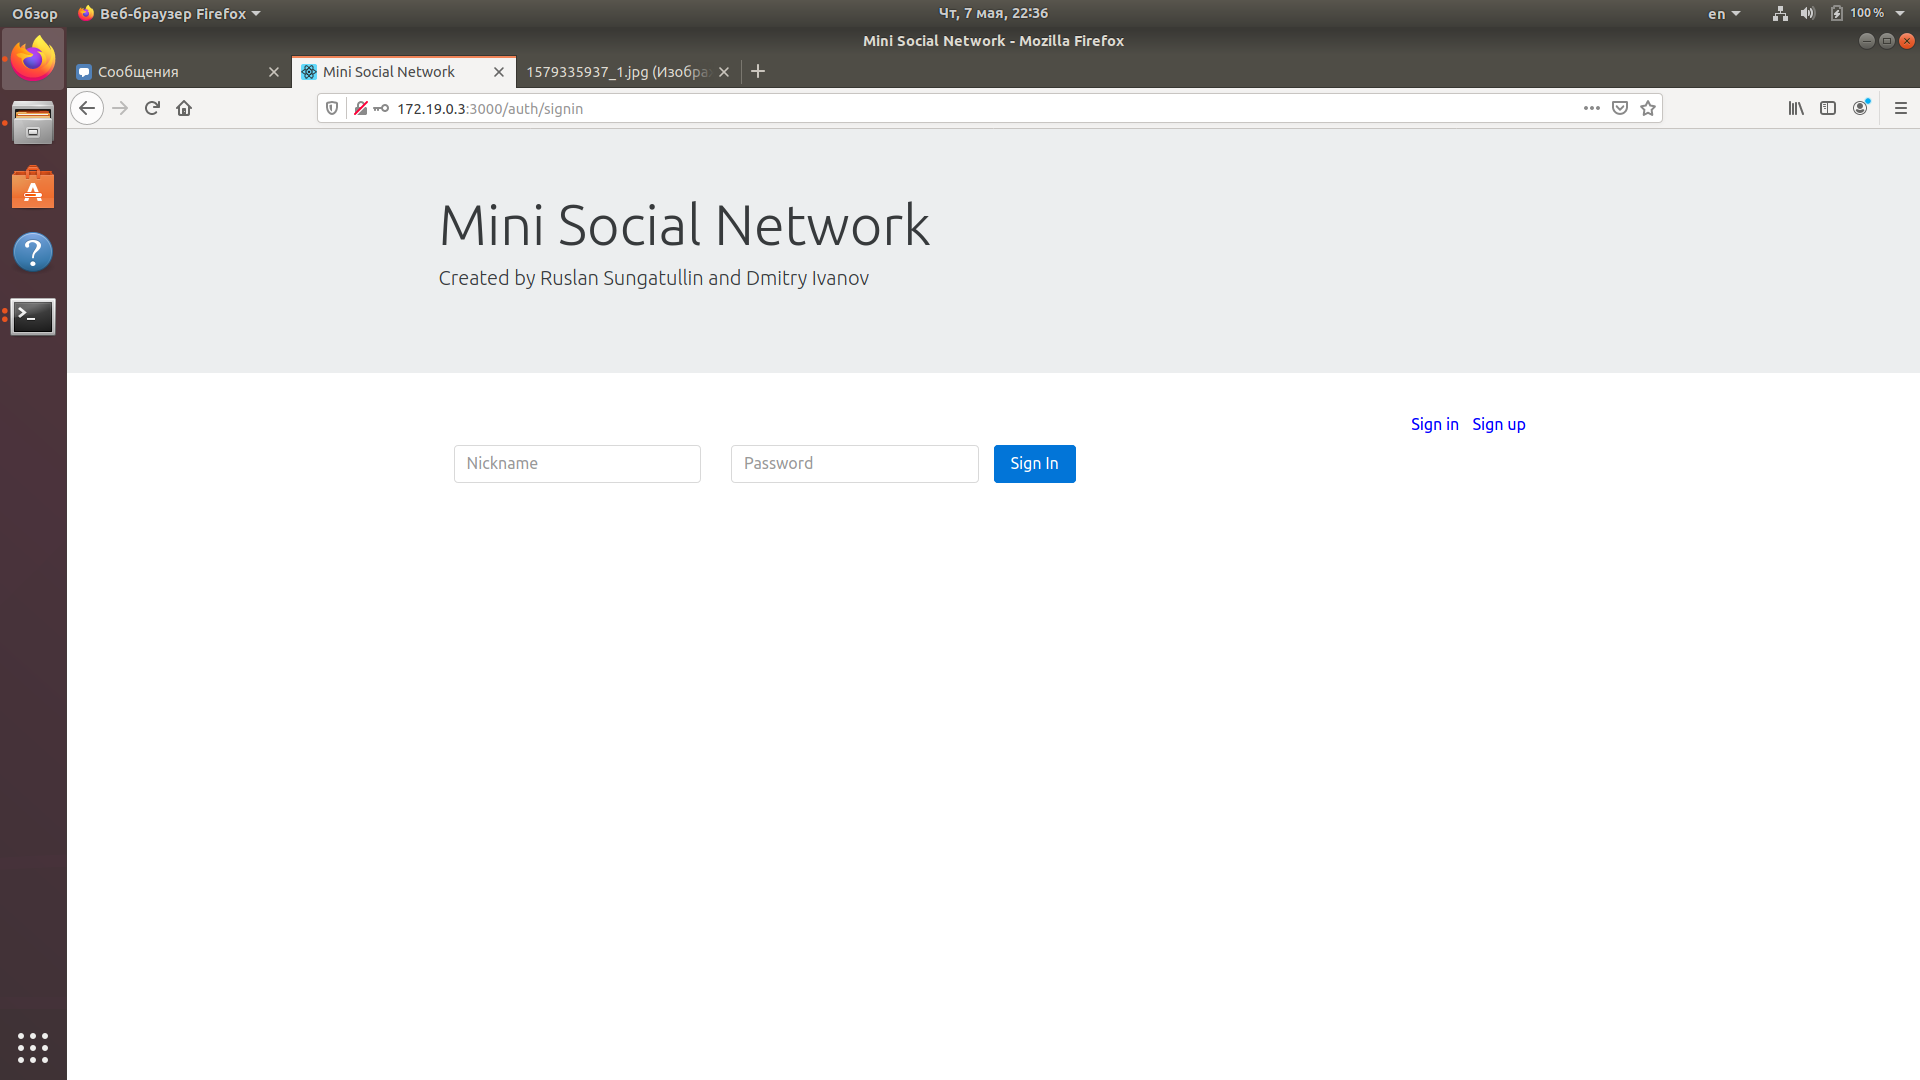 Обзор Веб-браузер Firefox Чт, 7 мая, 22:36 en 100 %
Mini Social Network - Mozilla Firefox
Сообщения Mini Social Network 1579335937_1.jpg (Изобра
172.19.0.3:3000/auth/signin
Mini Social Network
Created by Ruslan Sungatullin and Dmitry Ivanov
Sign in Sign up
Nickname Password Sign In